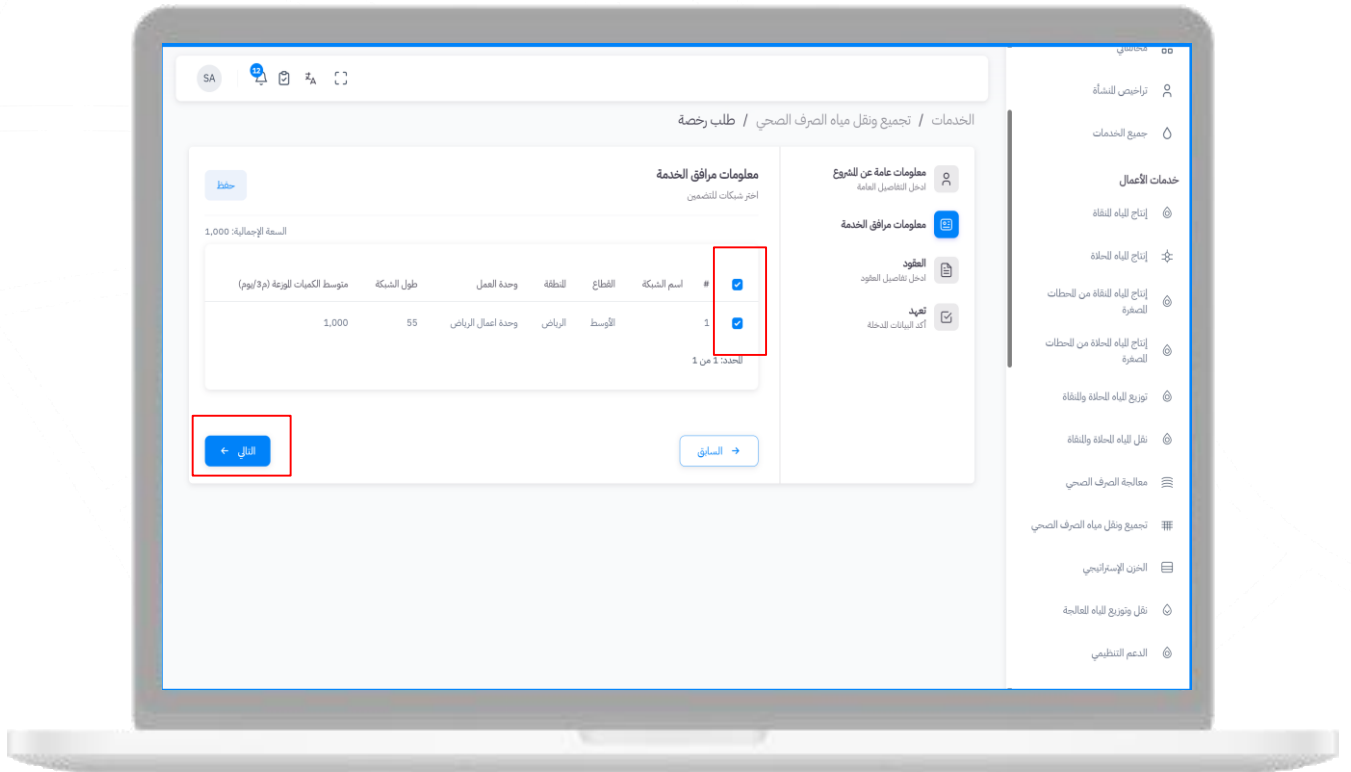 محافظتي
تراخيص المنشأة
جميع الخدمات
خدمات الأعمال
إنتاج المياه المنقاة
إنتاج المياه المحلاة
إنتاج المياه المنقاة من المحطات
المصغرة
إنتاج المياه المحلاة من المحطات
المصغرة
توزيع المياه المحلاة والمنقاة
نقل المياه المحلاة والمنقاة
معالجة الصرف الصحي
تجميع ونقل مياه الصرف الصحي
الخزن الإستراتيجي
نقل وتوزيع المياه المعالجة
الدعم التنظيمي
12
SA
الخدمات / تجميع ونقل مياه الصرف الصحي / طلب رخصة
معلومات عامة عن المشروع
ادخل التفاصيل العامة
معلومات مرافق الخدمة
العقود
ادخل تفاصيل العقود
تعهد
أكد البيانات المدخلة
معلومات مرافق الخدمة
اختر شبكات للتضمين
حفظ
السعة الإجمالية: 1,000
# اسم الشبكة القطاع المنطقة وحدة العمل طول الشبكة متوسط الكميات الموزعة (م3/يوم)
1 الأوسط الرياض وحدة اعمال الرياض 55 1,000
المحدد: 1 من 1
السابق
التالي